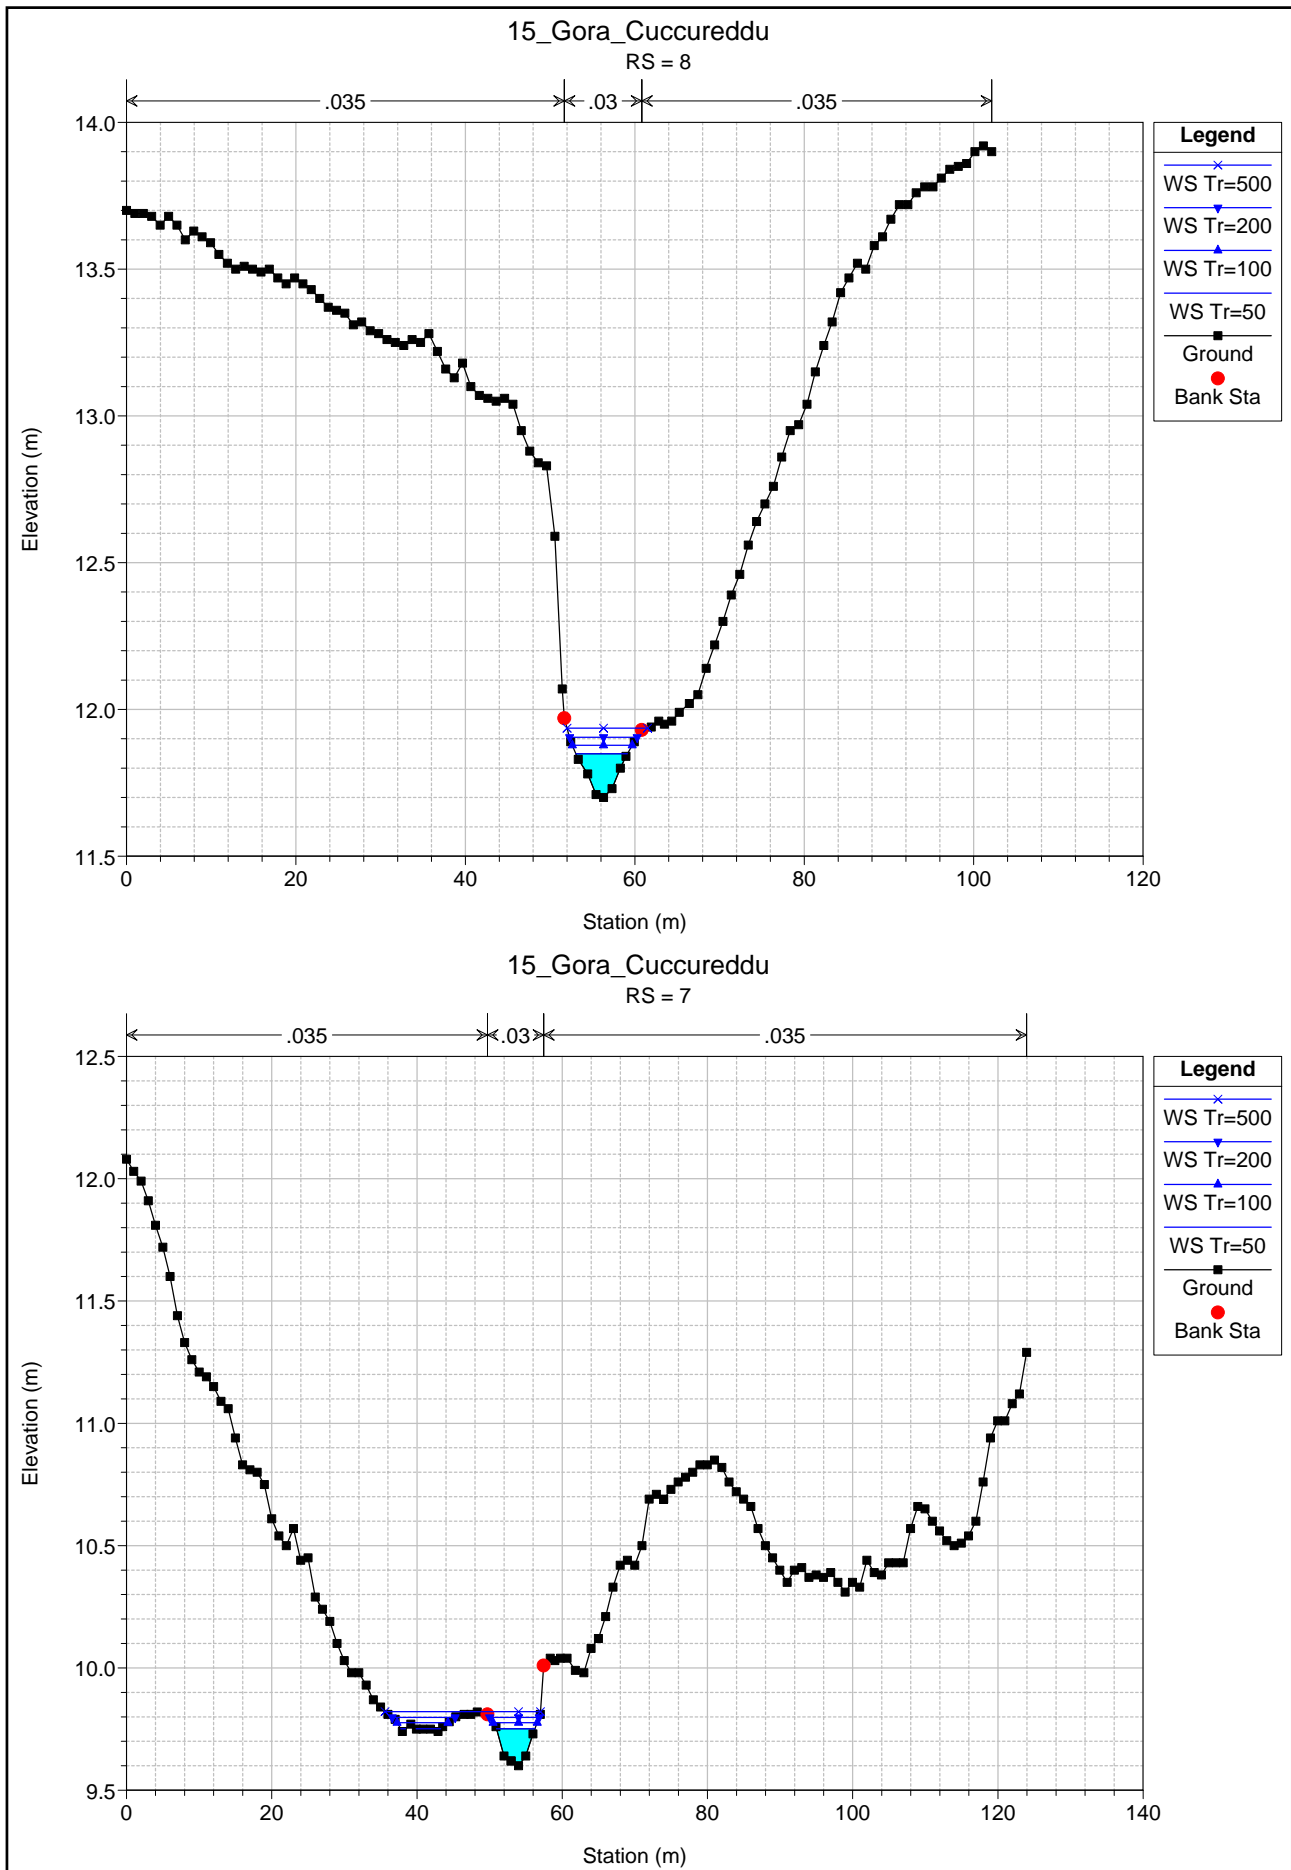 15_Gora_Cuccureddu
RS = 8
.035 .03 .035
Legend
WS Tr=500
WS Tr=200
WS Tr=100
WS Tr=50
Ground
Bank Sta
14.0
13.5
13.0
12.5
12.0
11.5
0 20 40 60 80 100 120
Elevation (m)
Station (m)
15_Gora_Cuccureddu
RS = 7
.035 .03 .035
Legend
WS Tr=500
WS Tr=200
WS Tr=100
WS Tr=50
Ground
Bank Sta
12.5
12.0
11.5
11.0
10.5
10.0
9.5
0 20 40 60 80 100 120 140
Elevation (m)
Station (m)